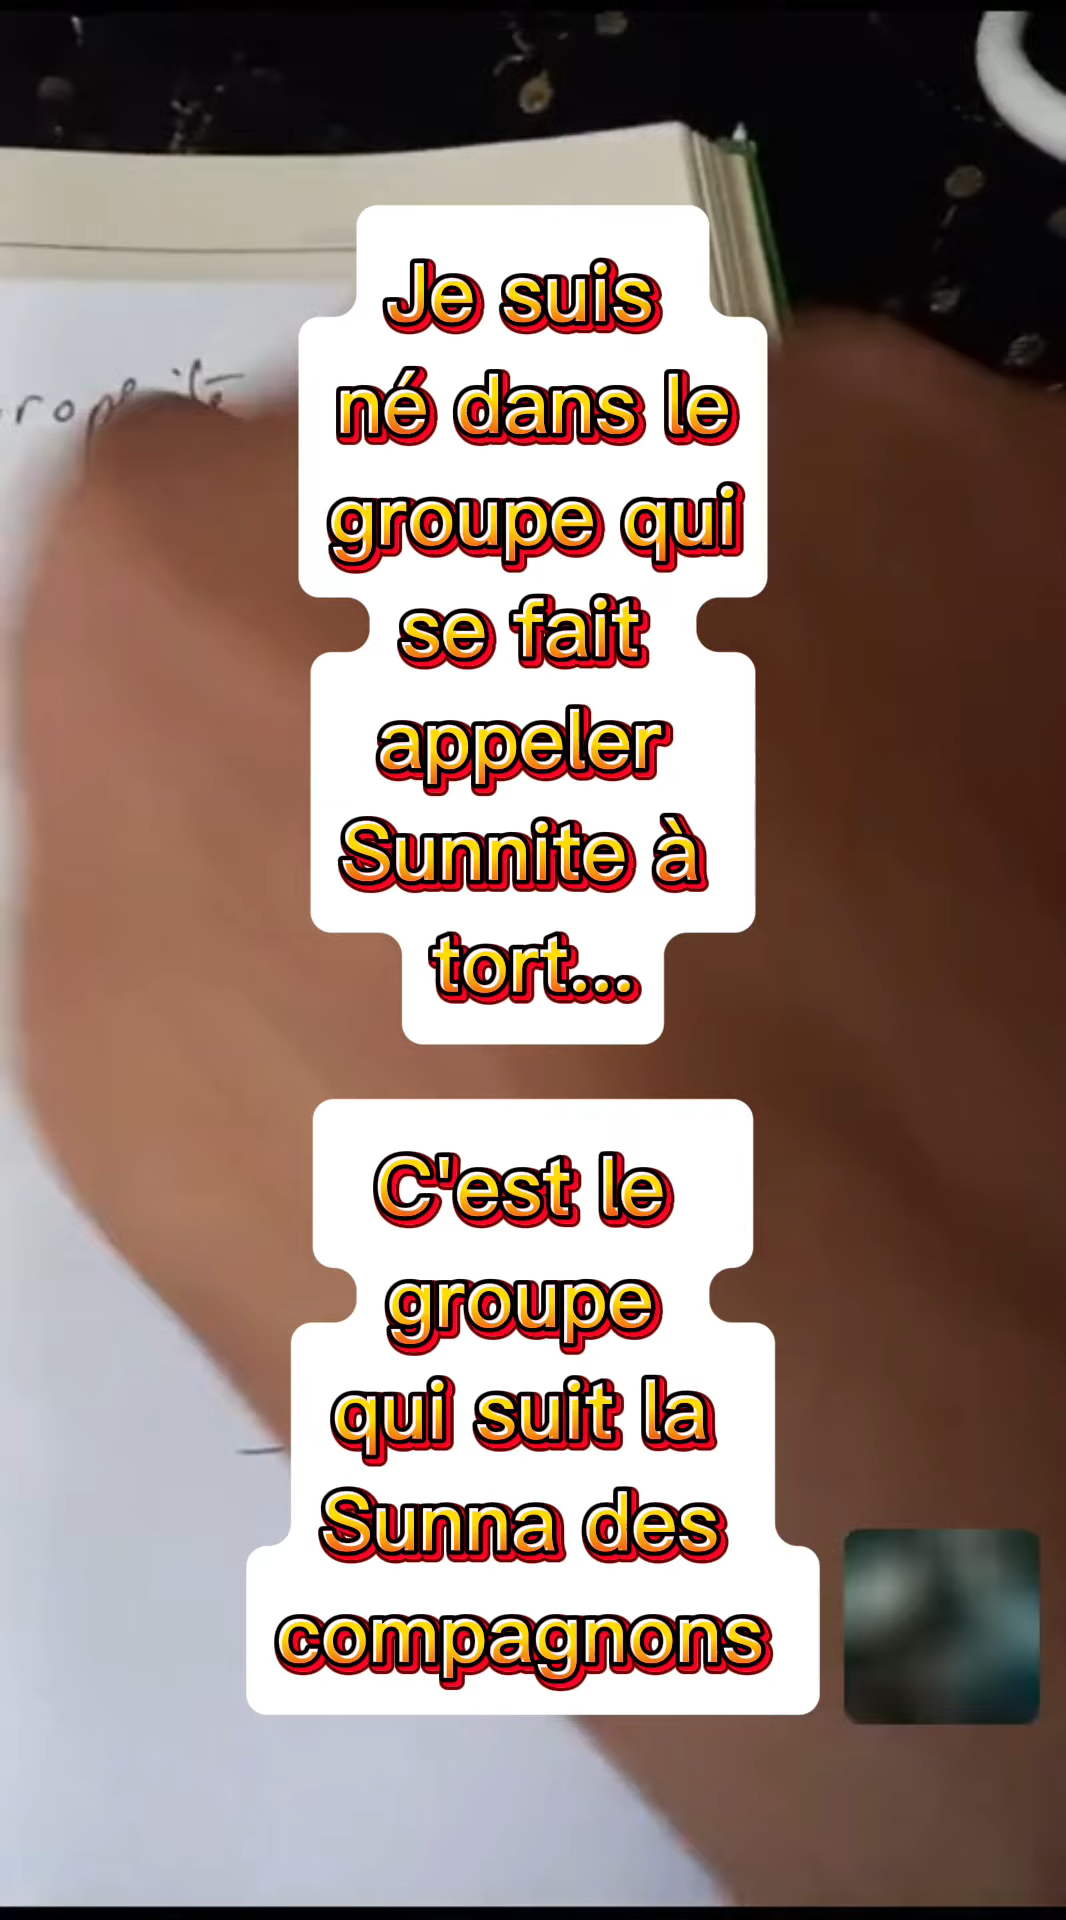 Je suis
né dans le
groupe qui
se fait
appeler
Sunnite à
tort...
C'est le
groupe
qui suit la
Sunna des
compagnons